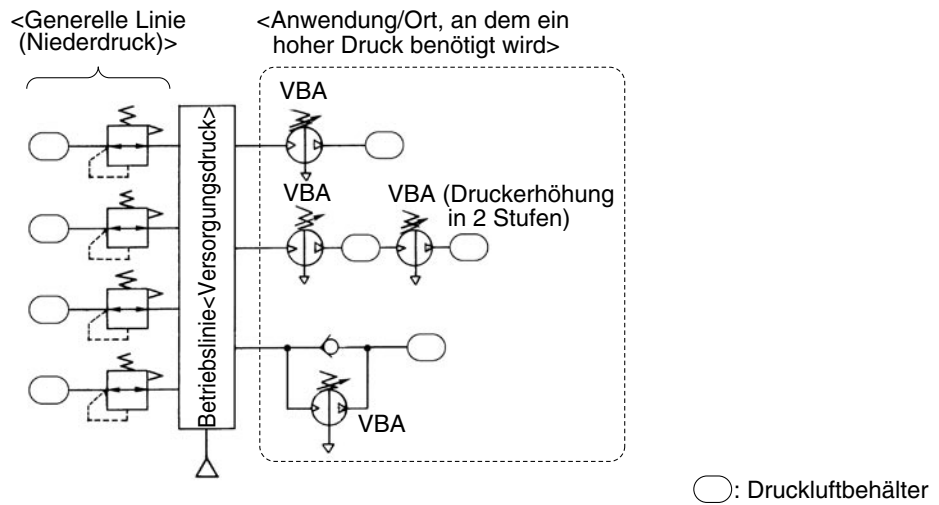 <Generelle Linie
(Niederdruck)>
<Anwendung/Ort, an dem ein
hoher Druck benötigt wird>
VBA
VBA
VBA (Druckerhöhung
in 2 Stufen)
Betriebslinie<Versorgungsdruck>
VBA
: Druckluftbehälter